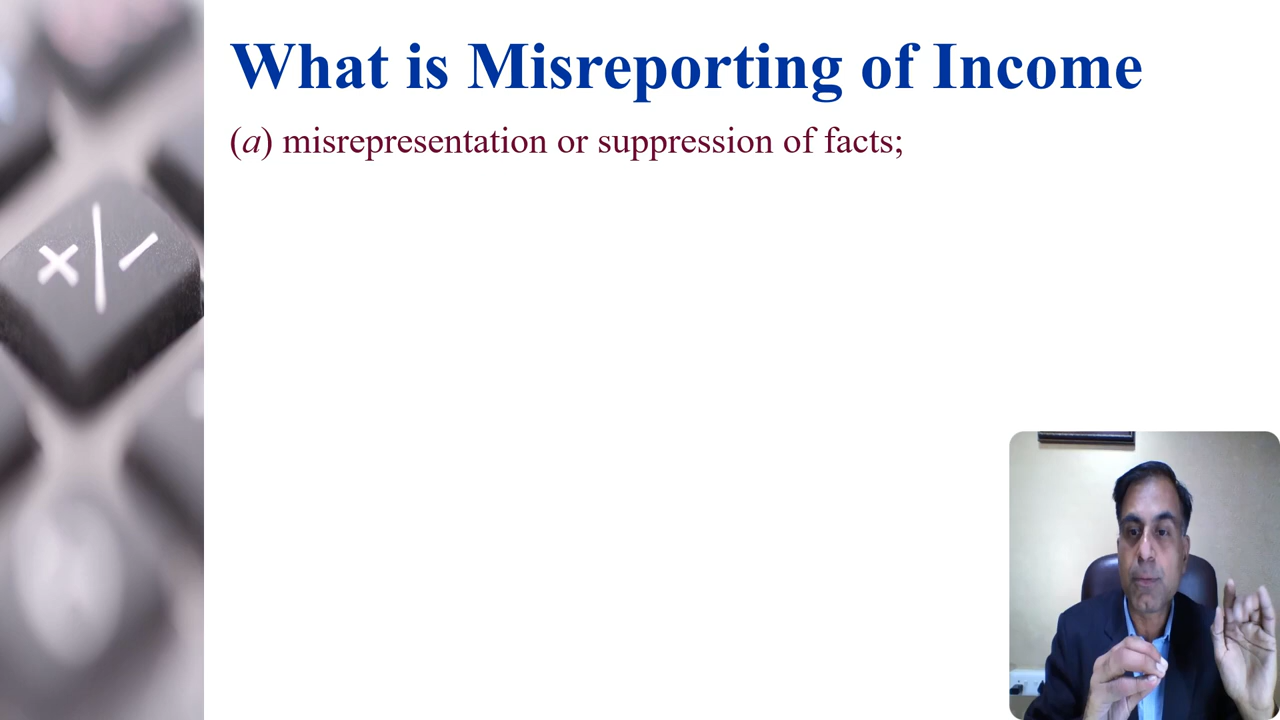 What is Misreporting of Income
(a) misrepresentation or suppression of facts;
×/−